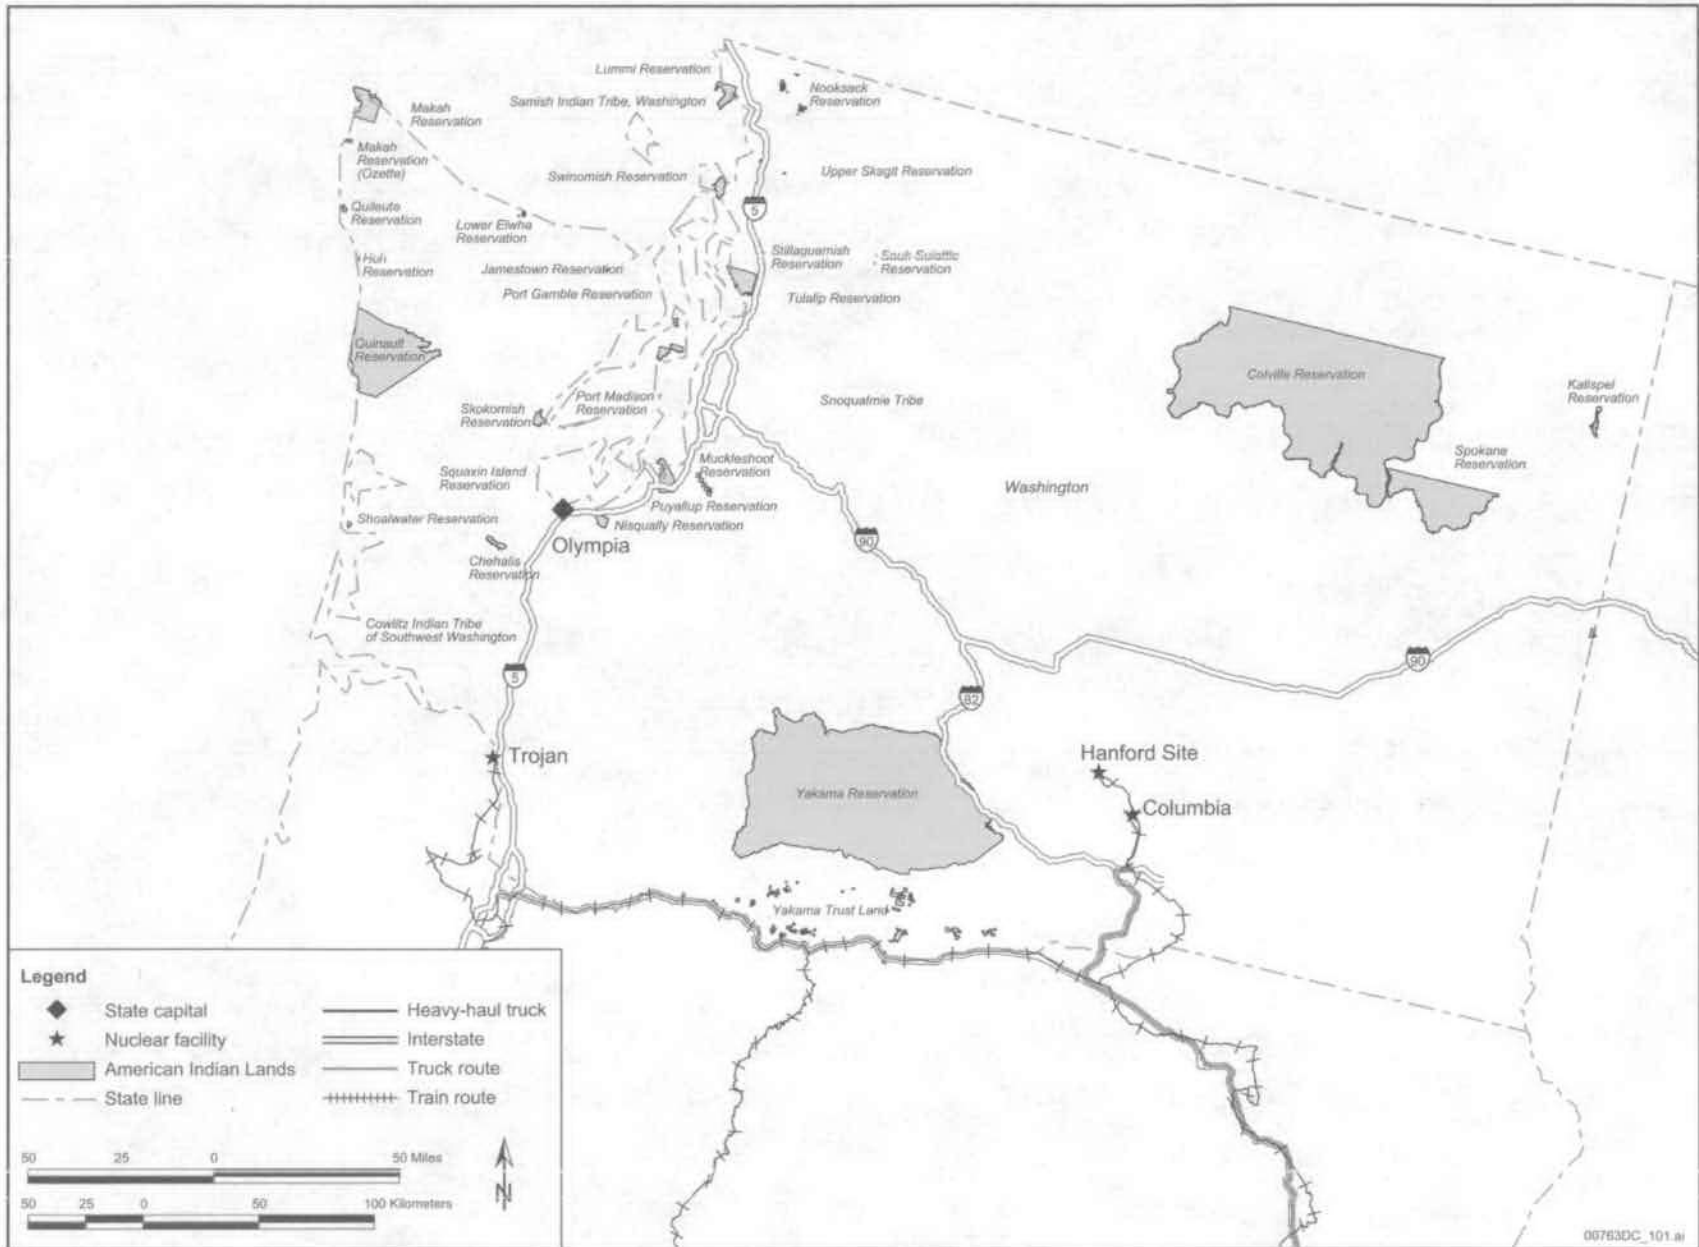 Lummi Reservation
Samish Indian Tribe, Washington
Nooksack
Reservation
Makah
Reservation
Makah
Reservation
(Ozette)
Upper Skagit Reservation
Swinomish Reservation
Quileute
Reservation
5
Lower Elwha
Reservation
Stillaguamish
Reservation
Sauk-Suiattle
Reservation
Hoh
Reservation
Jamestown Reservation
Port Gamble Reservation
Tulalip Reservation
Quinault
Reservation
Colville Reservation
Kalispel
Reservation
Port Madison
Reservation
Snoqualmie Tribe
Skokomish
Reservation
Spokane
Reservation
Squaxin Island
Reservation
Muckleshoot
Reservation
Washington
Puyallup Reservation
Shoalwater Reservation
Nisqually Reservation
Olympia
90
Chehalis
Reservation
Cowlitz Indian Tribe
of Southwest Washington
90
5
82
Trojan
Hanford Site
Yakama Reservation
Columbia
Yakama Trust Land
Legend
State capital
Nuclear facility
American Indian Lands
State line
Heavy-haul truck
Interstate
Truck route
Train route
50 25 0 50 Miles
50 25 0 50 100 Kilometers
N
00763DC_101.ai